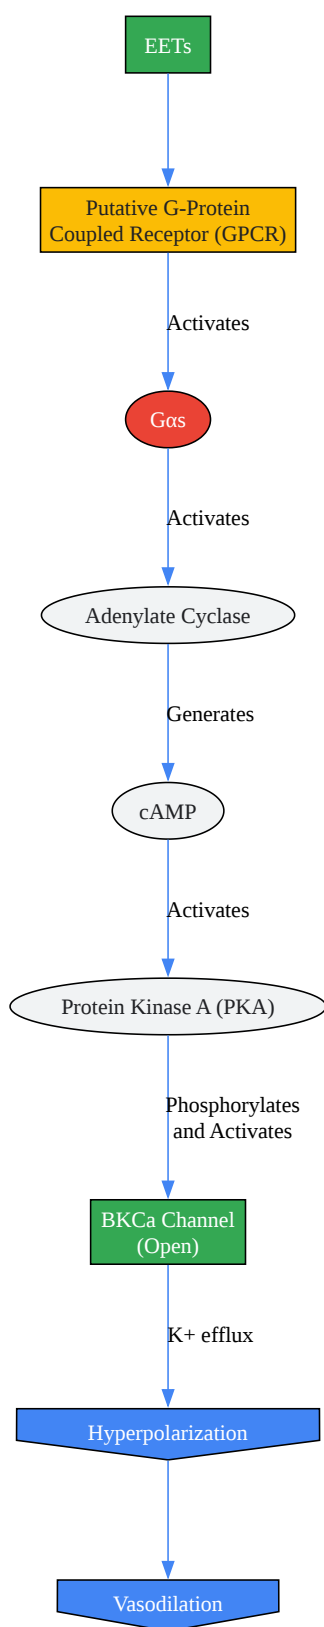 EETs
Putative G-Protein
Coupled Receptor (GPCR)
Activates
Gαs
Activates
Adenylate Cyclase
Generates
cAMP
Activates
Protein Kinase A (PKA)
Phosphorylates
and Activates
BKCa Channel
(Open)
K+ efflux
Hyperpolarization
Vasodilation